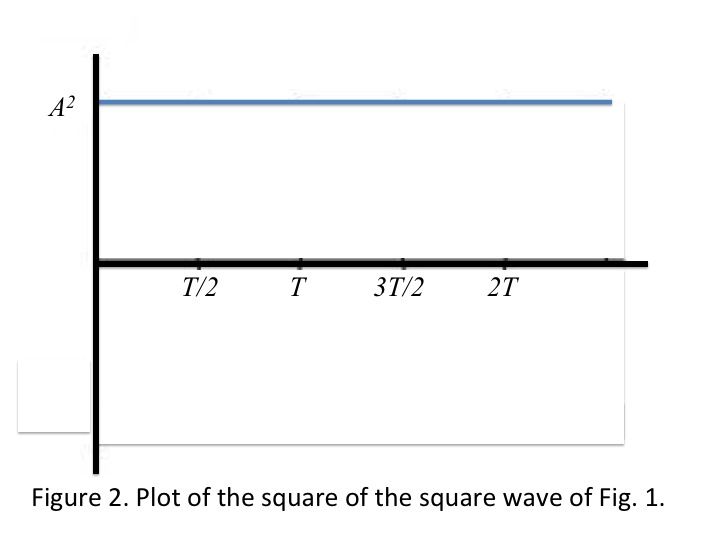 A²
T/2 T 3T/2 2T
Figure 2. Plot of the square of the square wave of Fig. 1.